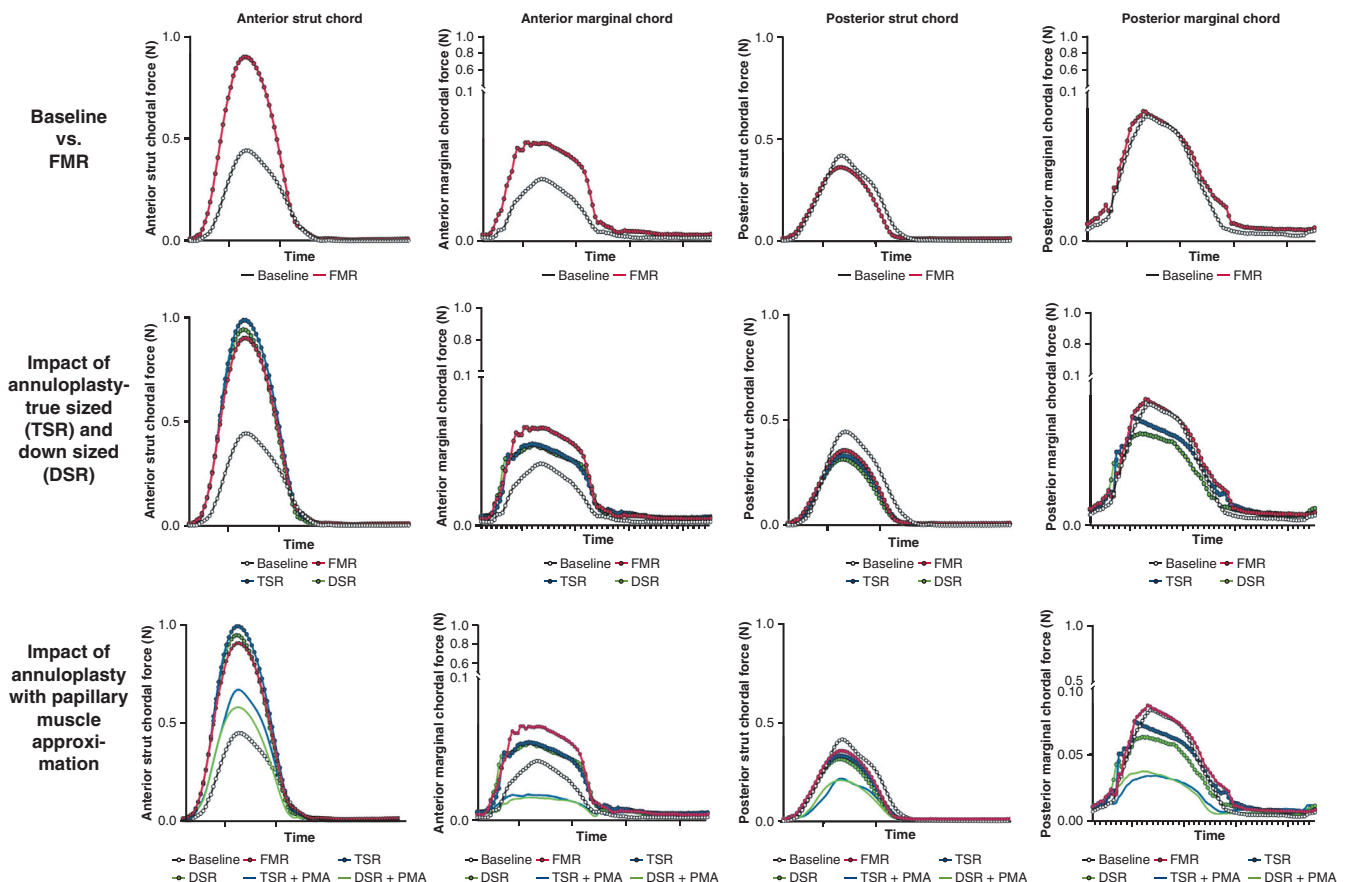 Anterior strut chord
Anterior marginal chord
Posterior strut chord
Posterior marginal chord
Baseline
vs.
FMR
Anterior strut chordal force (N)
1.0
0.5
0.0
Time
Baseline FMR
Anterior marginal chordal force (N)
1.0
0.8
0.6
0.1
0.0
Time
Baseline FMR
Posterior strut chordal force (N)
1.0
0.5
0.0
Time
Baseline FMR
Posterior marginal chordal force (N)
1.0
0.8
0.6
0.1
0.0
Time
Baseline FMR
Impact of
annuloplasty-
true sized
(TSR) and
down sized
(DSR)
Anterior strut chordal force (N)
1.0
0.5
0.0
Time
Baseline FMR
TSR DSR
Anterior marginal chordal force (N)
1.0
0.8
0.1
0.0
Time
Baseline FMR
TSR DSR
Posterior strut chordal force (N)
1.0
0.5
0.0
Time
Baseline FMR
TSR DSR
Posterior marginal chordal force (N)
1.0
0.8
0.1
0.0
Time
Baseline FMR
TSR DSR
Impact of
annuloplasty
with papillary
muscle
approxi-
mation
Anterior strut chordal force (N)
1.0
0.5
0.0
Time
Baseline FMR TSR
DSR TSR + PMA DSR + PMA
Anterior marginal chordal force (N)
1.0
0.8
0.6
0.1
0.0
Time
Baseline FMR TSR
DSR TSR + PMA DSR + PMA
Posterior strut chordal force (N)
1.0
0.5
0.0
Time
Baseline FMR TSR
DSR TSR + PMA DSR + PMA
Posterior marginal chordal force (N)
1.0
0.5
0.10
0.05
0.00
Time
Baseline FMR TSR
DSR TSR + PMA DSR + PMA